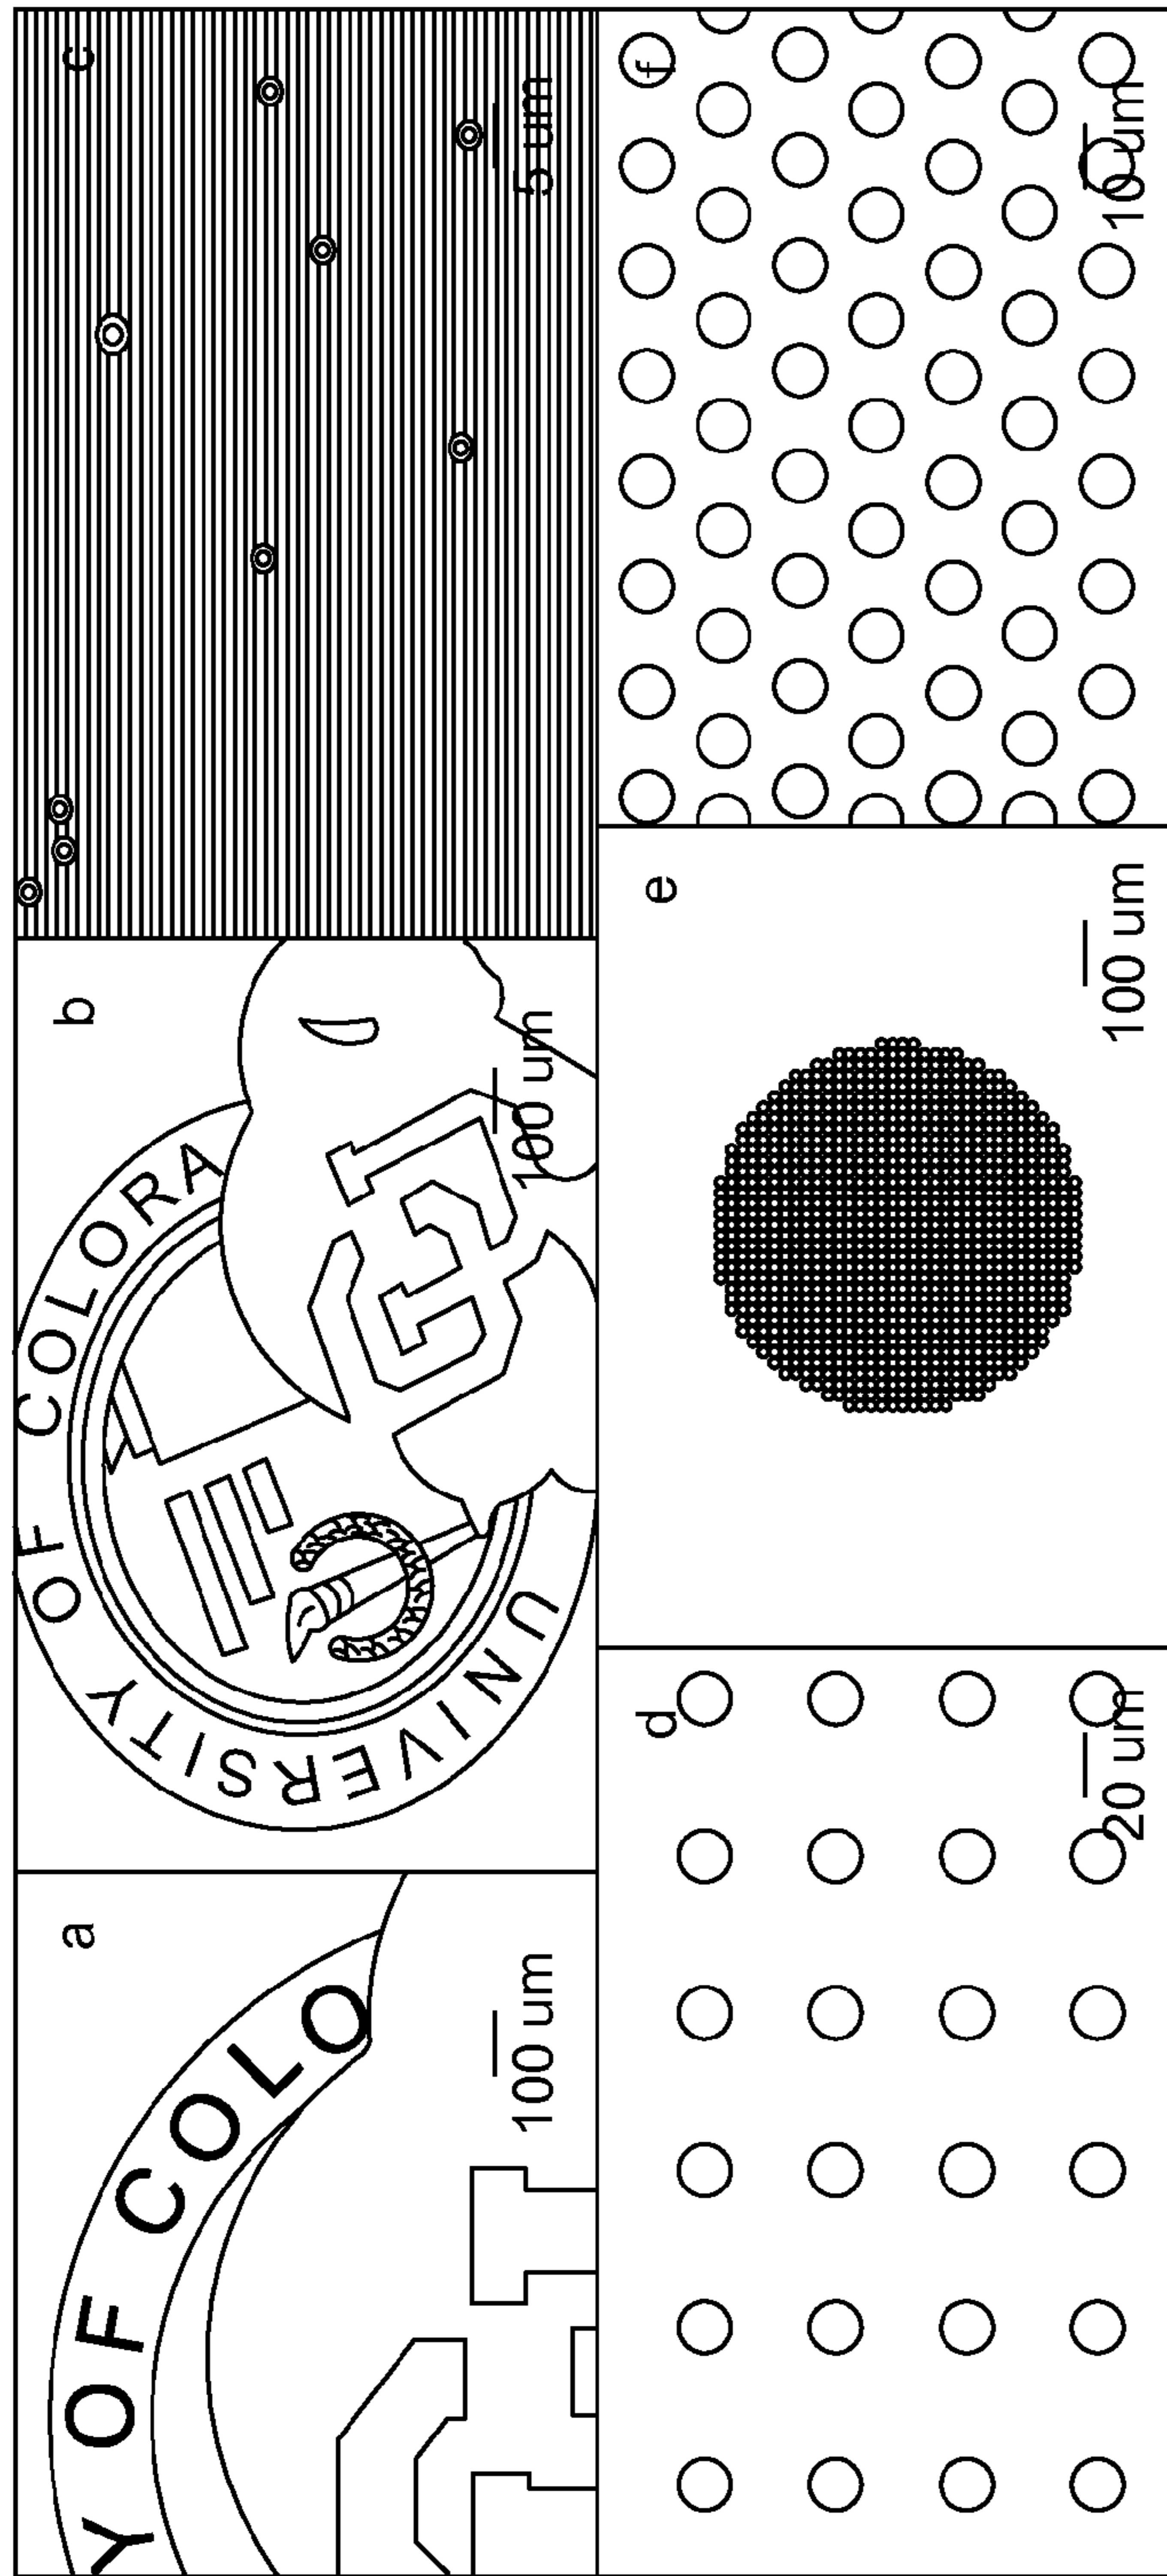 a
Y OF COLO
100 um
b
UNIVERSITY OF COLORA
100 um
c
5 um
d
20 um
e
100 um
f
10 um